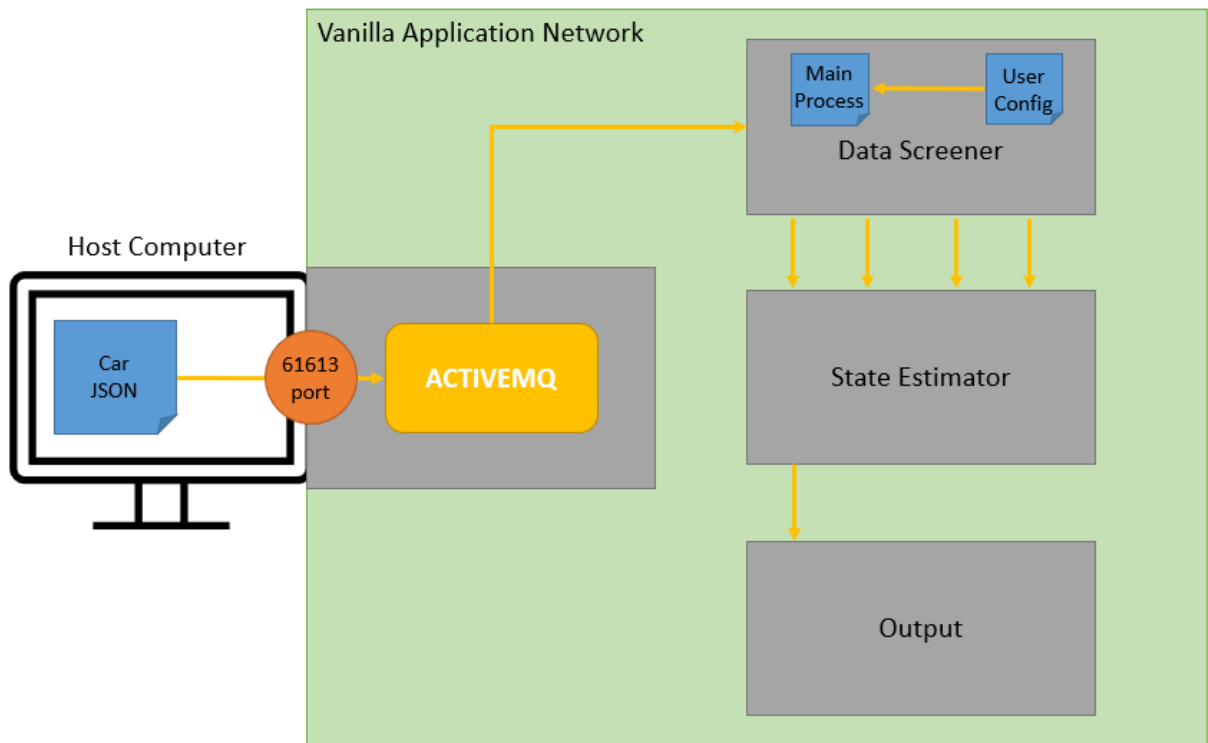 Vanilla Application Network
Main
Process
User
Config
Data Screener
Host Computer
Car
JSON
61613
port
ACTIVEMQ
State Estimator
Output